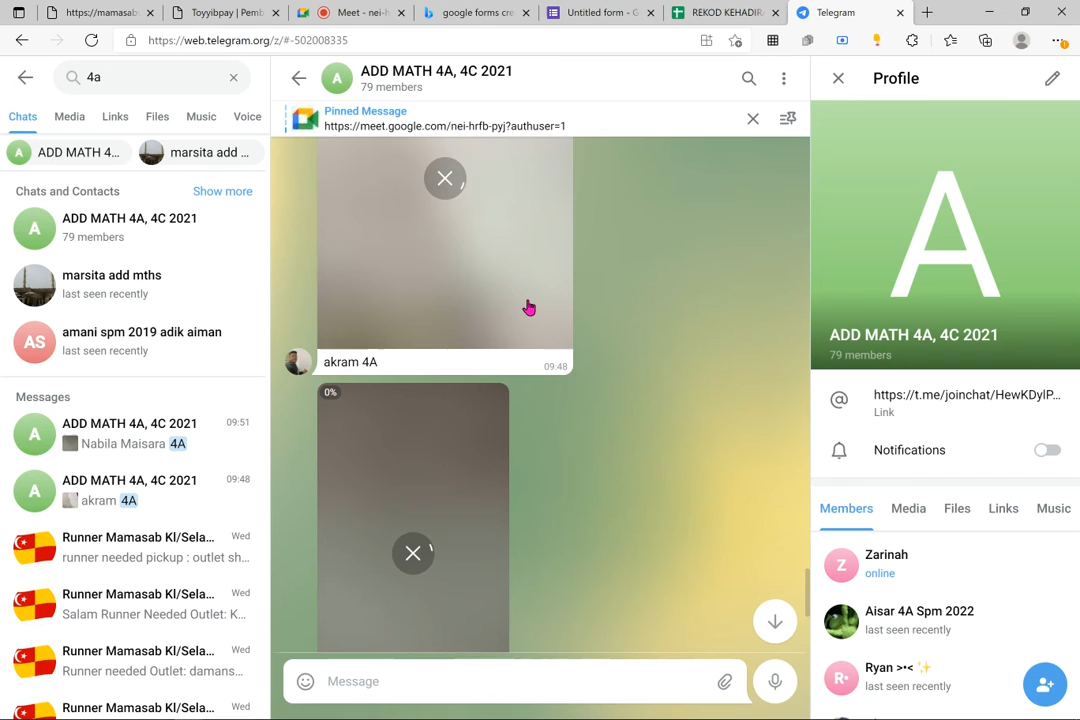 https://mamasab
Toyyibpay | Pemb
Meet - nei-h
google forms cre
Untitled form - G
REKOD KEHADIRA
Telegram
https://web.telegram.org/z/#-502008335
4a
Chats
Media
Links
Files
Music
Voice
A
ADD MATH 4...
marsita add ...
Chats and Contacts
Show more
A
ADD MATH 4A, 4C 2021
79 members
marsita add mths
last seen recently
AS
amani spm 2019 adik aiman
last seen recently
Messages
A
ADD MATH 4A, 4C 2021
09:51
Nabila Maisara 4A
A
ADD MATH 4A, 4C 2021
09:48
akram 4A
Runner Mamasab Kl/Sela...
Wed
runner needed pickup : outlet sh...
Runner Mamasab Kl/Sela...
Wed
Salam Runner Needed Outlet: K...
Runner Mamasab Kl/Sela...
Wed
Runner needed Outlet: damans...
Runner Mamasab Kl/Sela...
Wed
A
ADD MATH 4A, 4C 2021
79 members
Pinned Message
https://meet.google.com/nei-hrfb-pyj?authuser=1
akram 4A
09:48
0%
Message
Profile
A
ADD MATH 4A, 4C 2021
79 members
https://t.me/joinchat/HewKDylP...
Link
Notifications
Members
Media
Files
Links
Music
Z
Zarinah
online
Aisar 4A Spm 2022
last seen recently
R•
Ryan >•< ✨
last seen recently